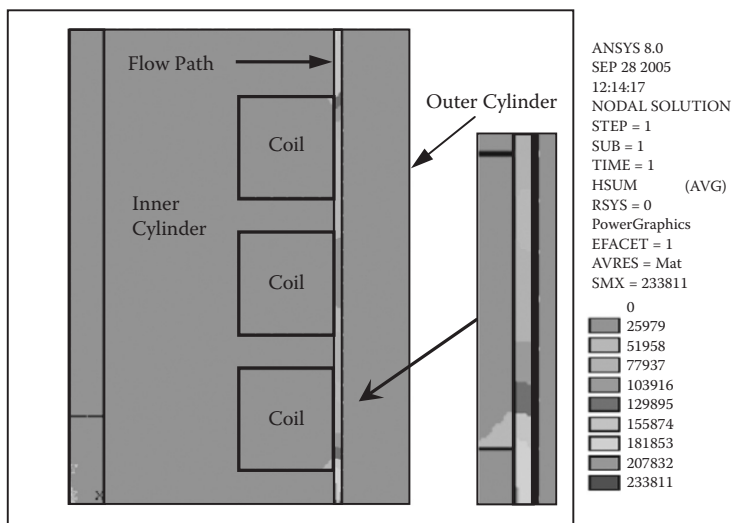 Flow Path
Outer Cylinder
Coil
Inner
Cylinder
Coil
Coil
ANSYS 8.0
SEP 28 2005
12:14:17
NODAL SOLUTION
STEP = 1
SUB = 1
TIME = 1
HSUM (AVG)
RSYS = 0
PowerGraphics
EFACET = 1
AVRES = Mat
SMX = 233811
0
25979
51958
77937
103916
129895
155874
181853
207832
233811